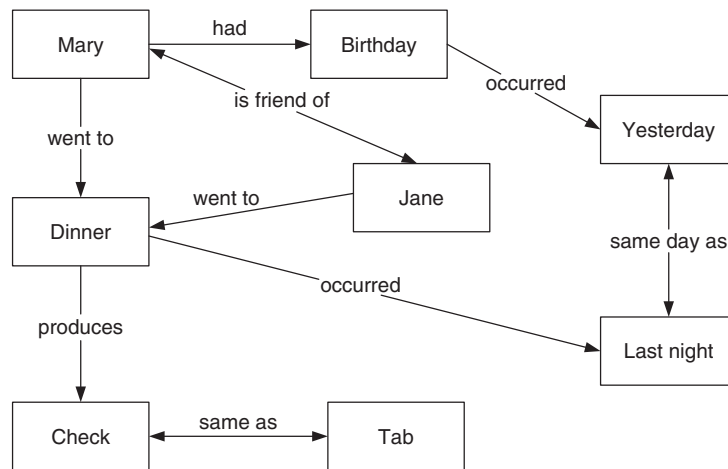 Mary
had
Birthday
occurred
is friend of
Yesterday
went to
went to
Jane
Dinner
same day as
occurred
produces
Last night
same as
Check
Tab